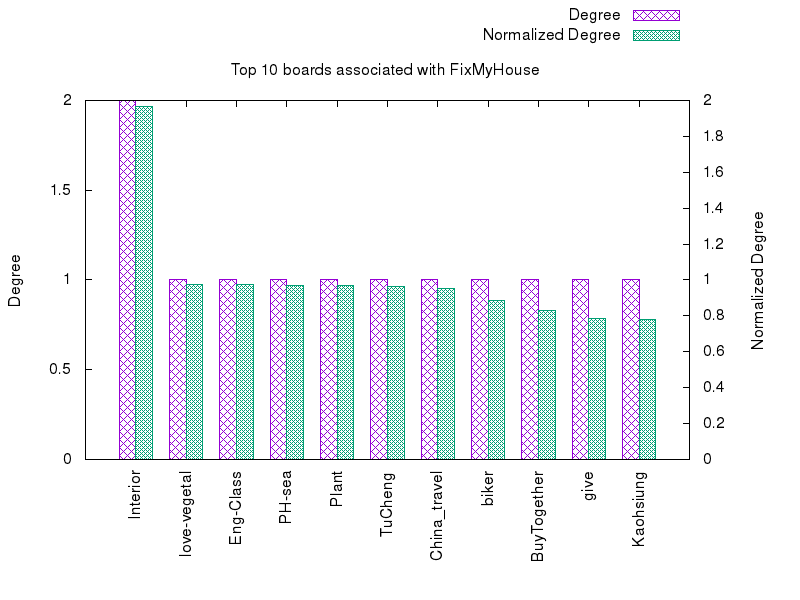 Degree
Normalized Degree
Top 10 boards associated with FixMyHouse
2
1.5
1
0.5
0
Degree
2
1.8
1.6
1.4
1.2
1
0.8
0.6
0.4
0.2
0
Normalized Degree
Interior
love-vegetal
Eng-Class
PH-sea
Plant
TuCheng
China_travel
biker
BuyTogether
give
Kaohsiung